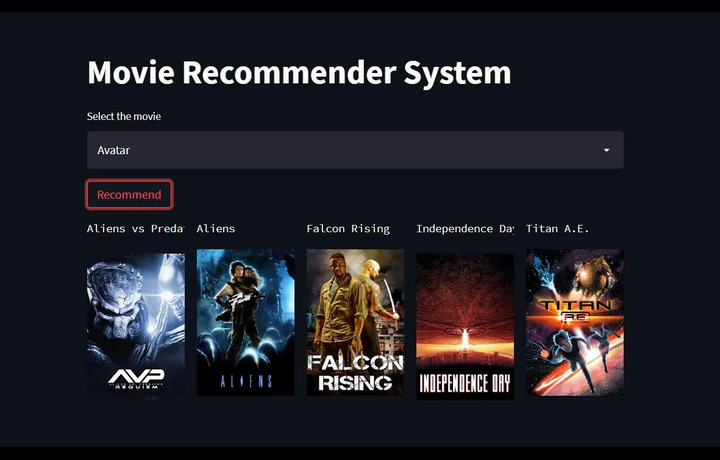 Movie Recommender System
Select the movie
Avatar
Recommend
Aliens vs Preda
Aliens
Falcon Rising
Independence Day
Titan A.E.
AVP
REQUIEM
ALIENS
FALCON
RISING
INDEPENDENCE DAY
TITAN
A.E.